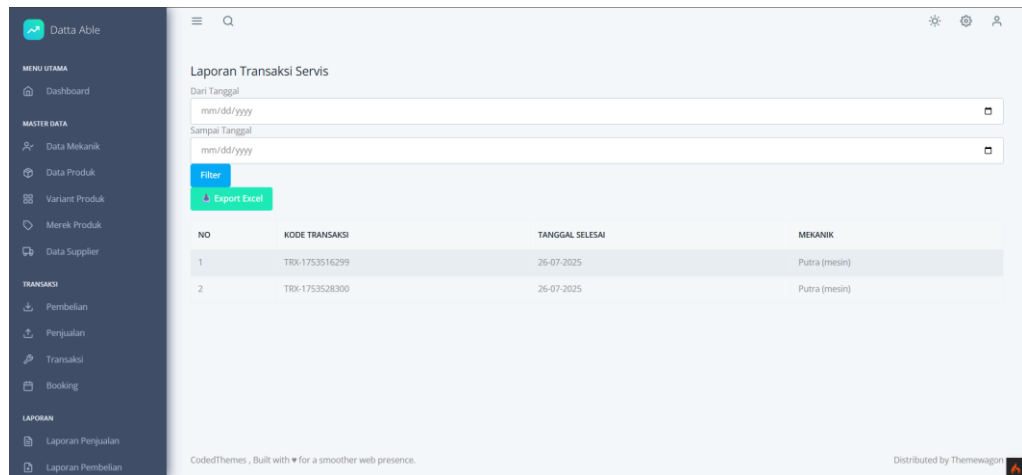 Datta Able
MENU UTAMA
Dashboard
MASTER DATA
Data Mekanik
Data Produk
Variant Produk
Merek Produk
Data Supplier
TRANSAKSI
Pembelian
Penjualan
Transaksi
Booking
LAPORAN
Laporan Penjualan
Laporan Pembelian
Laporan Transaksi Servis
Dari Tanggal
mm/dd/yyyy
Sampai Tanggal
mm/dd/yyyy
Filter
Export Excel
NO KODE TRANSAKSI TANGGAL SELESAI MEKANIK
1 TRX-1753516299 26-07-2025 Putra (mesin)
2 TRX-1753528300 26-07-2025 Putra (mesin)
CodedThemes , Built with ♥ for a smoother web presence. Distributed by Themewagon